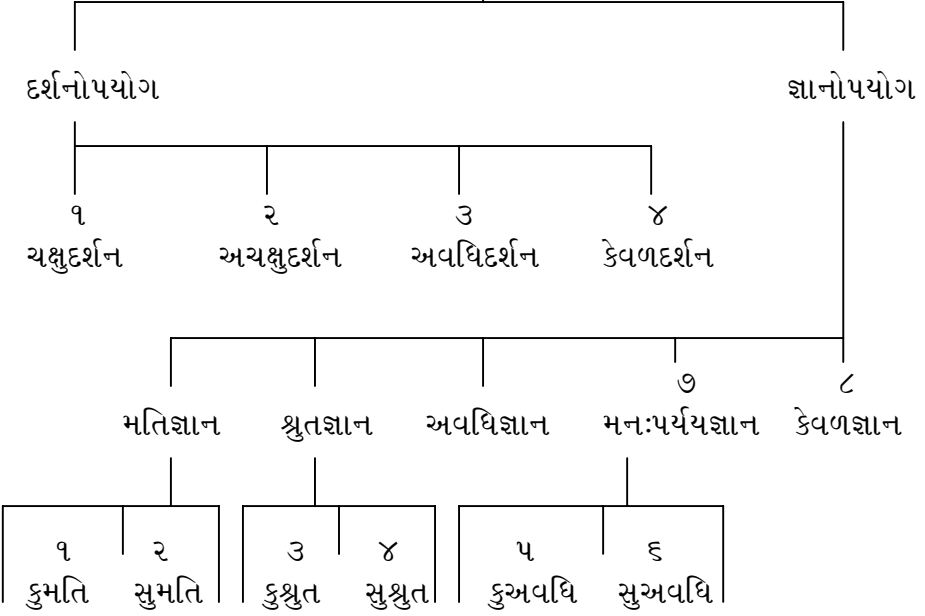 દર્શનોપયોગ જ્ઞાનોપયોગ
૧ ૨ ૩ ૪
ચક્ષુદર્શન અચક્ષુદર્શન અવધિદર્શન કેવળદર્શન
૭ ૮
મતિજ્ઞાન શ્રુતજ્ઞાન અવધિજ્ઞાન મનઃપર્યયજ્ઞાન કેવળજ્ઞાન
૧ ૨ ૩ ૪ ૫ ૬
કુમતિ સુમતિ કુશ્રુત સુશ્રુત કુઅવધિ સુઅવધિ